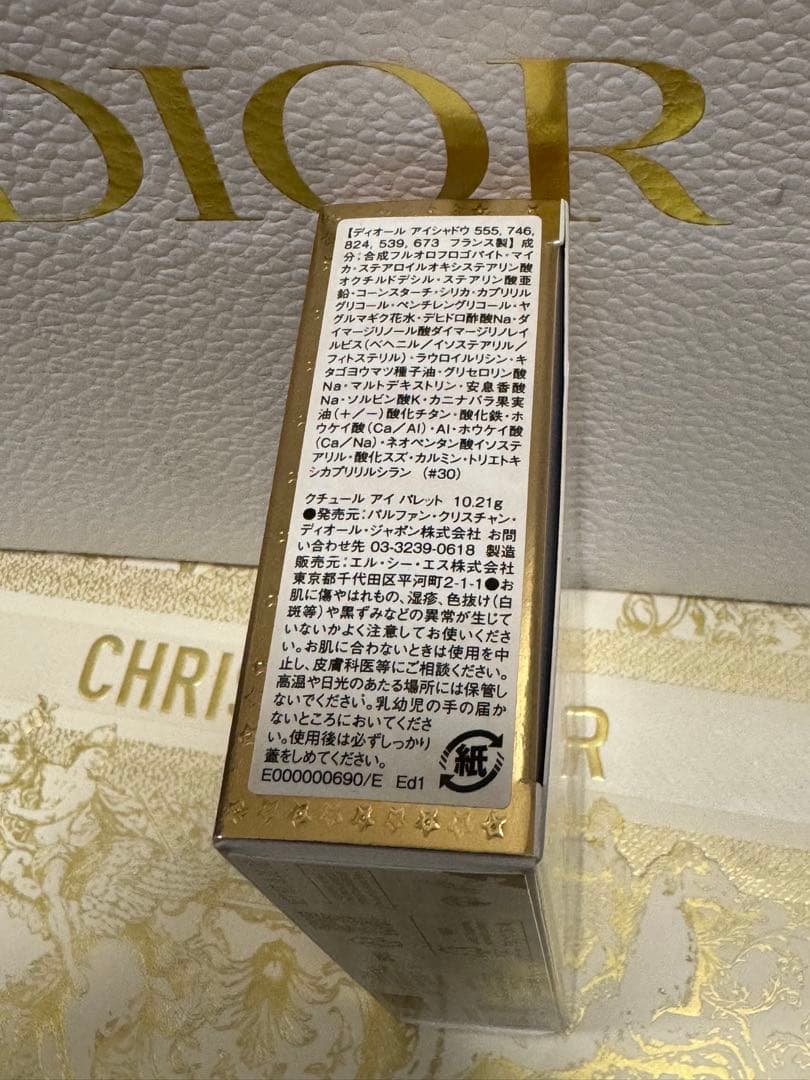 DIOR
【ディオール アイシャドウ 555, 746,
824, 539, 673 フランス製】 成
分:合成フルオロフロゴパイト・マイ
カ・ステアロイルオキシステアリン酸
オクチルドデシル・ステアリン酸亜
鉛・コーンスターチ・シリカ・カプリリル
グリコール・ペンチレングリコール・ヤ
グルマギク花水・デヒドロ酢酸Na・ダ
イマージリノール酸ダイマージリノレイ
ルビス(ベヘニル/イソステアリル/
フィトステリル)・ラウロイルリシン・キ
タゴヨウマツ種子油・グリセロリン酸
Na・マルトデキストリン・安息香酸
Na・ソルビン酸K・カニナバラ果実
油(+/-)酸化チタン・酸化鉄・ホ
ウケイ酸(Ca/Al)・Al・ホウケイ酸
(Ca/Na)・ネオペンタン酸イソステ
アリル・酸化スズ・カルミン・トリエトキ
シカプリリルシラン (#30)
クチュール アイ パレット 10.21g
●発売元:パルファン・クリスチャン・
ディオール・ジャポン株式会社 お問
い合わせ先 03-3239-0618 製造
販売元:エル・シー・エス株式会社
東京都千代田区平河町2-1-1●お
肌に傷やはれもの、湿疹、色抜け(白
斑等)や黒ずみなどの異常が生じて
いないかよく注意してお使いくださ
い。お肌に合わないときは使用を中
止し、皮膚科医等にご相談ください。
高温や日光のあたる場所には保管し
ないでください。乳幼児の手の届か
ないところにおいてくださ
い。使用後は必ずしっかり
蓋をしめてください。
紙
E000000690/E Ed1
CHRIS R